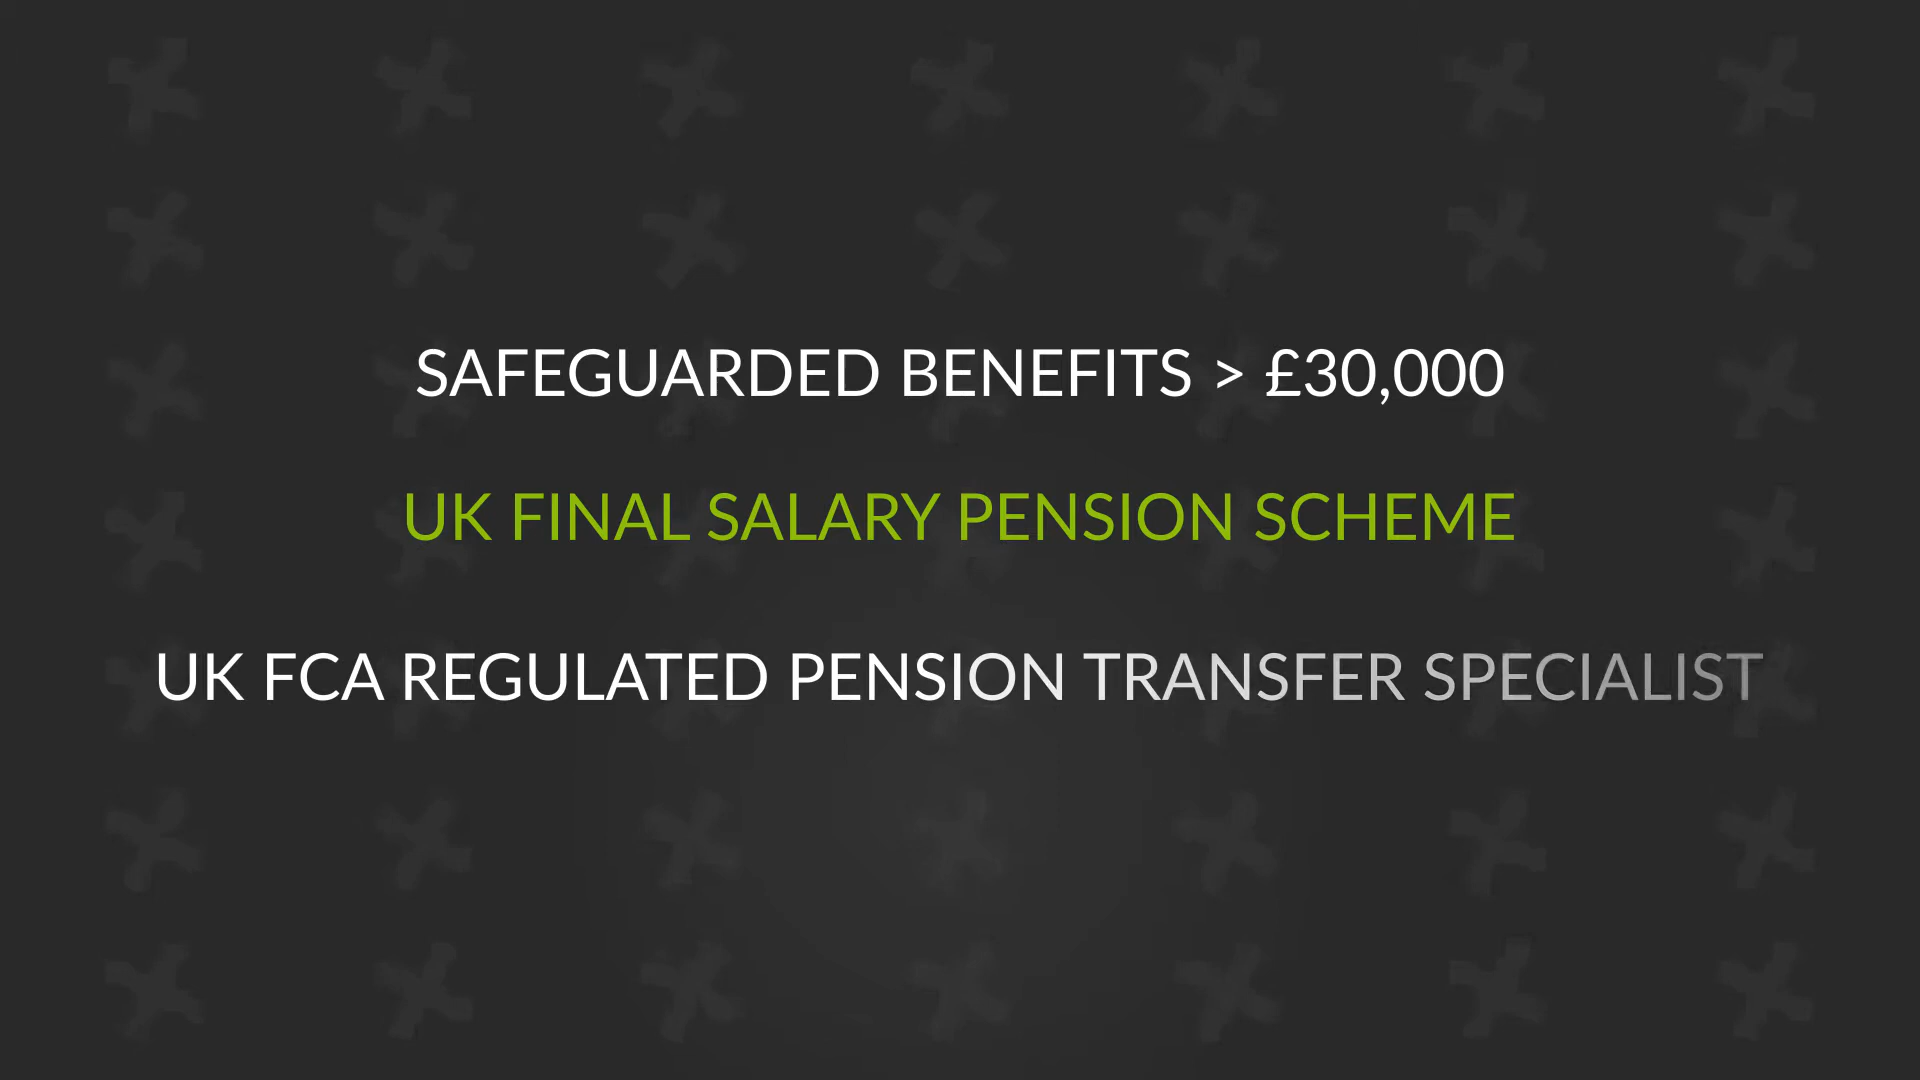 SAFEGUARDED BENEFITS > £30,000
UK FINAL SALARY PENSION SCHEME
UK FCA REGULATED PENSION TRANSFER SPECIALIST